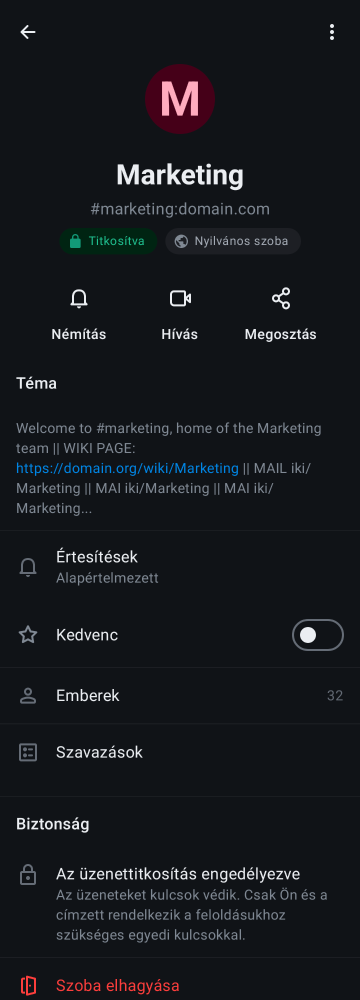 M
Marketing
#marketing:domain.com
Titkosítva
Nyilvános szoba
Némítás
Hívás
Megosztás
Téma
Welcome to #marketing, home of the Marketing
team || WIKI PAGE:
https://domain.org/wiki/Marketing || MAIL iki/
Marketing || MAI iki/Marketing || MAI iki/
Marketing...
Értesítések
Alapértelmezett
Kedvenc
Emberek 32
Szavazások
Biztonság
Az üzenettitkosítás engedélyezve
Az üzeneteket kulcsok védik. Csak Ön és a
címzett rendelkezik a feloldásukhoz
szükséges egyedi kulcsokkal.
Szoba elhagyása